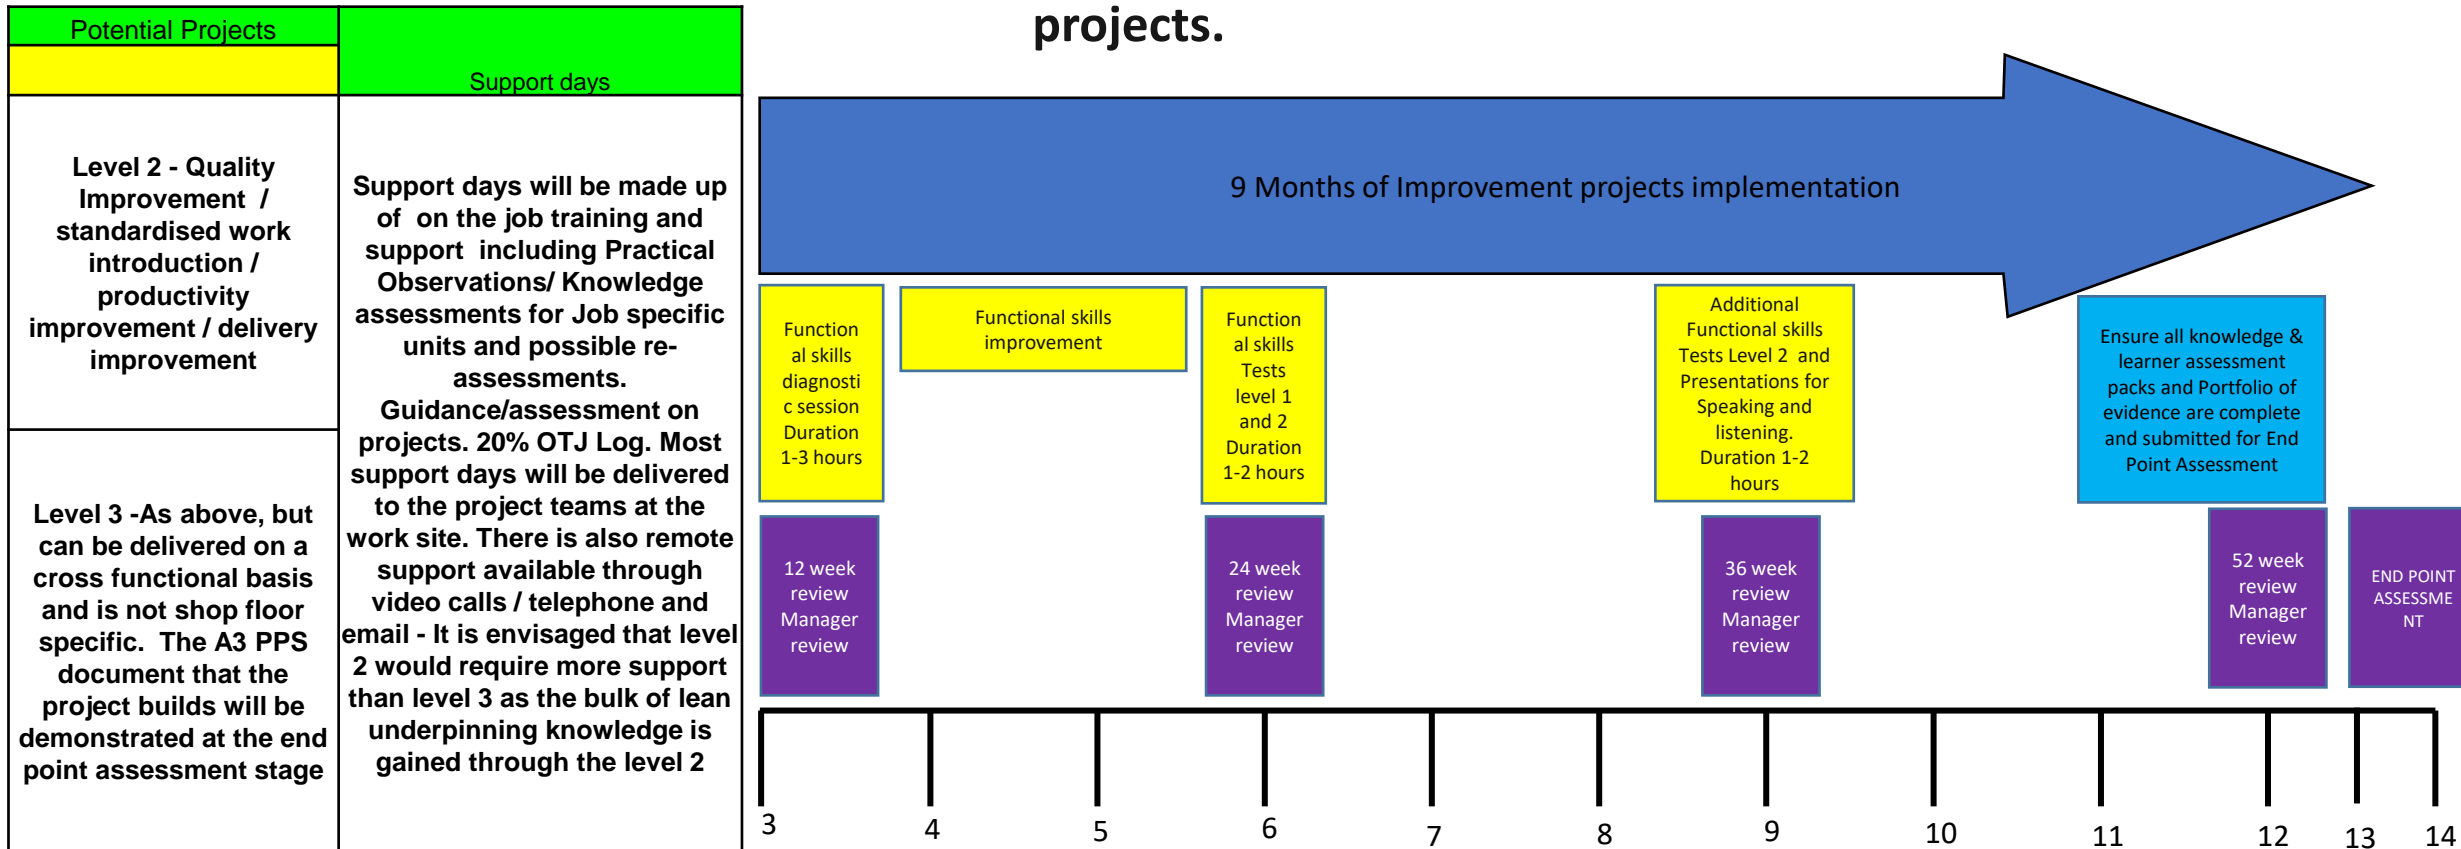 projects.
Potential Projects
Support days
Level 2 - Quality
Improvement /
standardised work
introduction /
productivity
improvement / delivery
improvement
Level 3 -As above, but
can be delivered on a
cross functional basis
and is not shop floor
specific. The A3 PPS
document that the
project builds will be
demonstrated at the end
point assessment stage
Support days will be made up
of on the job training and
support including Practical
Observations/ Knowledge
assessments for Job specific
units and possible re-
assessments.
Guidance/assessment on
projects. 20% OTJ Log. Most
support days will be delivered
to the project teams at the
work site. There is also remote
support available through
video calls / telephone and
email - It is envisaged that level
2 would require more support
than level 3 as the bulk of lean
underpinning knowledge is
gained through the level 2
9 Months of Improvement projects implementation
Function
al skills
diagnosti
c session
Duration
1-3 hours
Functional skills
improvement
Function
al skills
Tests
level 1
and 2
Duration
1-2 hours
Additional
Functional skills
Tests Level 2 and
Presentations for
Speaking and
listening.
Duration 1-2
hours
Ensure all knowledge &
learner assessment
packs and Portfolio of
evidence are complete
and submitted for End
Point Assessment
12 week
review
Manager
review
24 week
review
Manager
review
36 week
review
Manager
review
52 week
review
Manager
review
END POINT
ASSESSME
NT
3 4 5 6 7 8 9 10 11 12 13 14